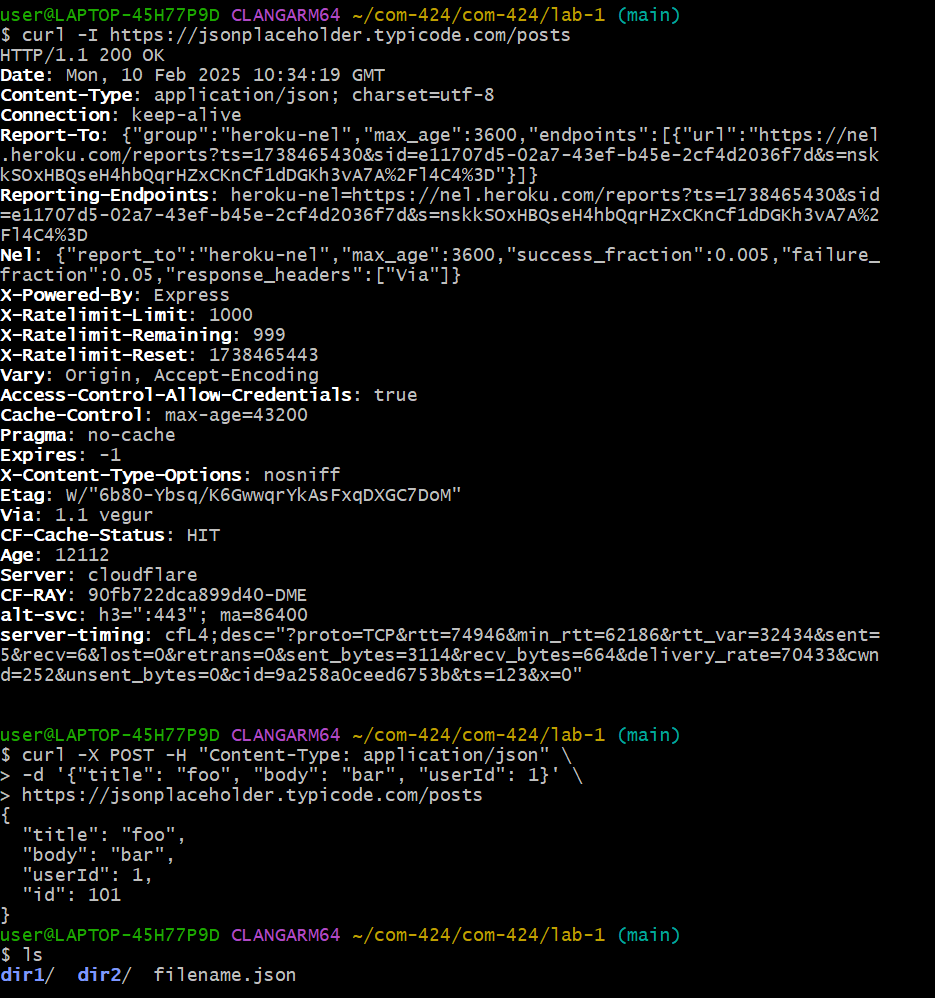 user@LAPTOP-45H77P9D CLANGARM64 ~/com-424/com-424/lab-1 (main)
$ curl -I https://jsonplaceholder.typicode.com/posts
HTTP/1.1 200 OK
Date: Mon, 10 Feb 2025 10:34:19 GMT
Content-Type: application/json; charset=utf-8
Connection: keep-alive
Report-To: {"group":"heroku-nel","max_age":3600,"endpoints":[{"url":"https://nel
.heroku.com/reports?ts=1738465430&sid=e11707d5-02a7-43ef-b45e-2cf4d2036f7d&s=nsk
kSOxHBQseH4hbQqrHZxCKnCf1dDGKh3vA7A%2Fl4C4%3D"}]}
Reporting-Endpoints: heroku-nel=https://nel.heroku.com/reports?ts=1738465430&sid
=e11707d5-02a7-43ef-b45e-2cf4d2036f7d&s=nskkSOxHBQseH4hbQqrHZxCKnCf1dDGKh3vA7A%2
Fl4C4%3D
Nel: {"report_to":"heroku-nel","max_age":3600,"success_fraction":0.005,"failure_
fraction":0.05,"response_headers":["Via"]}
X-Powered-By: Express
X-Ratelimit-Limit: 1000
X-Ratelimit-Remaining: 999
X-Ratelimit-Reset: 1738465443
Vary: Origin, Accept-Encoding
Access-Control-Allow-Credentials: true
Cache-Control: max-age=43200
Pragma: no-cache
Expires: -1
X-Content-Type-Options: nosniff
Etag: W/"6b80-Ybsq/K6GwwqrYkAsFxqDXGC7DoM"
Via: 1.1 vegur
CF-Cache-Status: HIT
Age: 12112
Server: cloudflare
CF-RAY: 90fb722dca899d40-DME
alt-svc: h3=":443"; ma=86400
server-timing: cfL4;desc="?proto=TCP&rtt=74946&min_rtt=62186&rtt_var=32434&sent=
5&recv=6&lost=0&retrans=0&sent_bytes=3114&recv_bytes=664&delivery_rate=70433&cwn
d=252&unsent_bytes=0&cid=9a258a0ceed6753b&ts=123&x=0"
user@LAPTOP-45H77P9D CLANGARM64 ~/com-424/com-424/lab-1 (main)
$ curl -X POST -H "Content-Type: application/json" \
> -d '{"title": "foo", "body": "bar", "userId": 1}' \
> https://jsonplaceholder.typicode.com/posts
{
  "title": "foo",
  "body": "bar",
  "userId": 1,
  "id": 101
}
user@LAPTOP-45H77P9D CLANGARM64 ~/com-424/com-424/lab-1 (main)
$ ls
dir1/  dir2/  filename.json